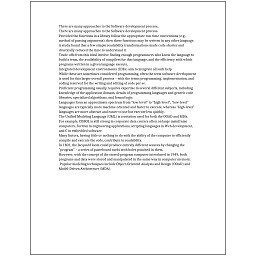 There are many approaches to the Software development process.
There are many approaches to the Software development process.
Provided the functions in a library follow the appropriate run-time conventions (e.g.,
method of passing arguments), then these functions may be written in any other language.
A study found that a few simple readability transformations made code shorter and
drastically reduced the time to understand it.
Trade-offs from this ideal involve finding enough programmers who know the language to
build a team, the availability of compilers for that language, and the efficiency with which
programs written in a given language execute.
Integrated development environments (IDEs) aim to integrate all such help.
While these are sometimes considered programming, often the term software development
is used for this larger overall process – with the terms programming, implementation, and
coding reserved for the writing and editing of code per se.
Proficient programming usually requires expertise in several different subjects, including
knowledge of the application domain, details of programming languages and generic code
libraries, specialized algorithms, and formal logic.
Languages form an approximate spectrum from "low-level" to "high-level"; "low-level"
languages are typically more machine-oriented and faster to execute, whereas "high-level"
languages are more abstract and easier to use but execute less quickly.
The Unified Modeling Language (UML) is a notation used for both the OOAD and MDA.
For example, COBOL is still strong in corporate data centers often on large mainframe
computers, Fortran in engineering applications, scripting languages in Web development,
and C in embedded software.
Many factors, having little or nothing to do with the ability of the computer to efficiently
compile and execute the code, contribute to readability.
In 1801, the Jacquard loom could produce entirely different weaves by changing the
"program" – a series of pasteboard cards with holes punched in them.
However, with the concept of the stored-program computer introduced in 1949, both
programs and data were stored and manipulated in the same way in computer memory.
Popular modeling techniques include Object-Oriented Analysis and Design (OOAD) and
Model-Driven Architecture (MDA).